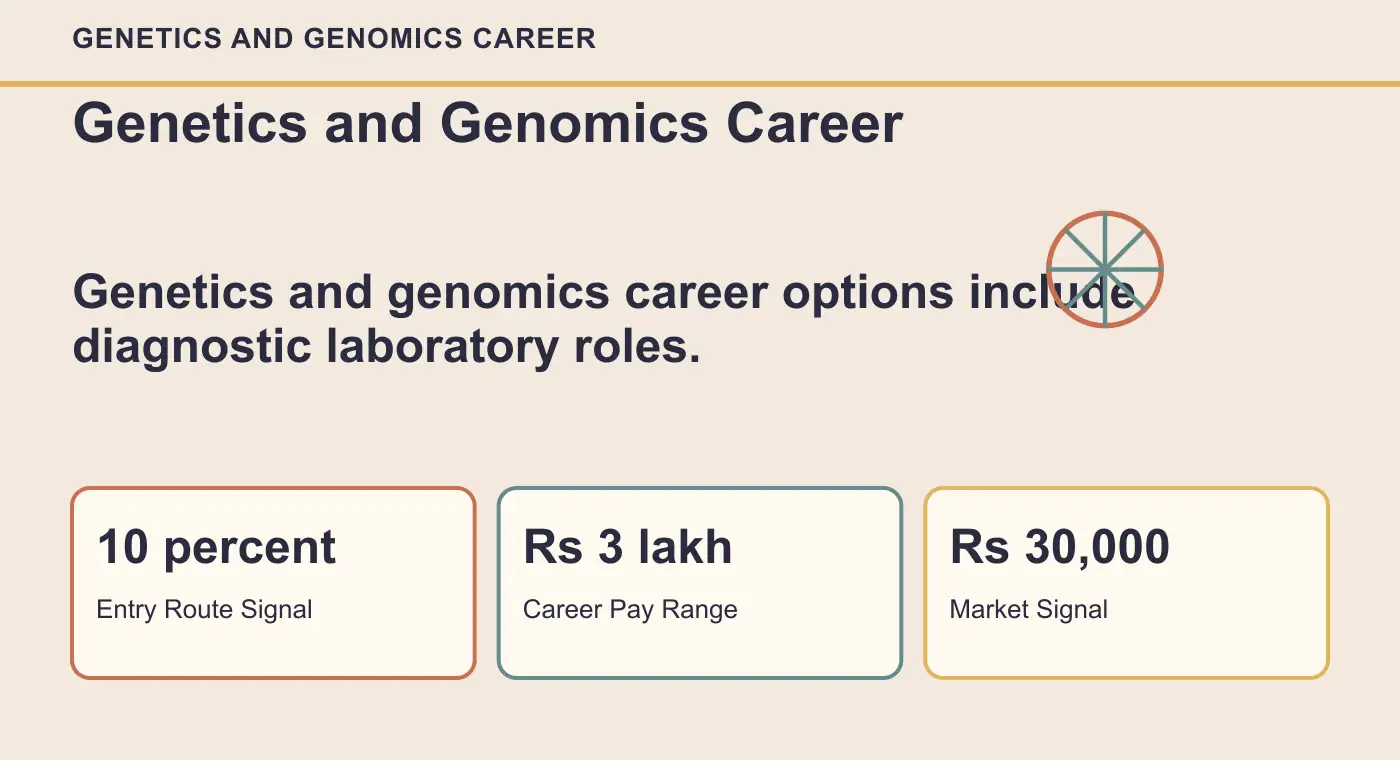 GENETICS AND GENOMICS CAREER
Genetics and Genomics Career
Genetics and genomics career options include
diagnostic laboratory roles.
10 percent
Entry Route Signal
Rs 3 lakh
Career Pay Range
Rs 30,000
Market Signal